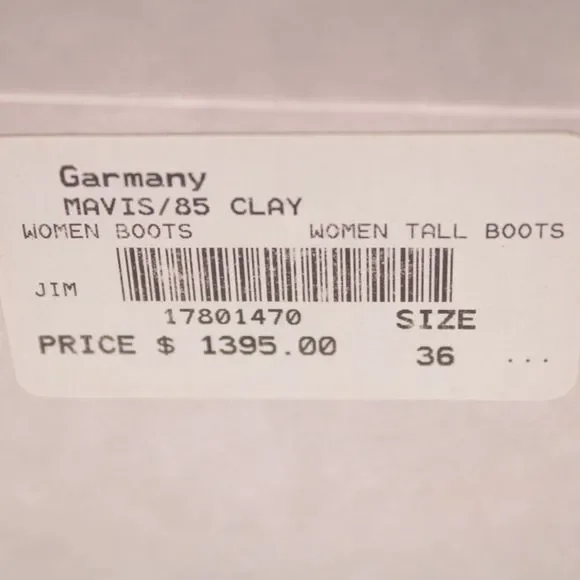 Garmany
MAVIS/85 CLAY
WOMEN BOOTS WOMEN TALL BOOTS
JIM
17801470 SIZE
PRICE $ 1395.00 36 ...